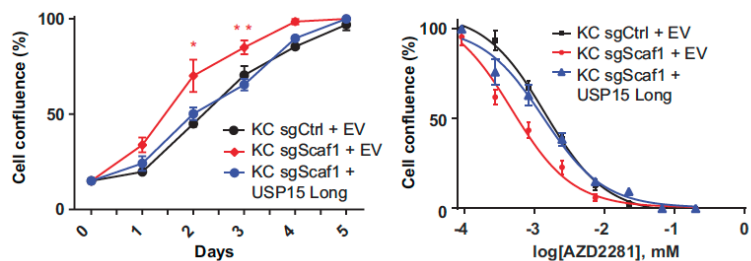 Cell confluence (%)
100
50
0
* **
KC sgCtrl + EV
KC sgScaf1 + EV
KC sgScaf1 +
USP15 Long
0 1 2 3 4 5
Days
Cell confluence (%)
100
50
0
KC sgCtrl + EV
KC sgScaf1 + EV
KC sgScaf1 +
USP15 Long
-4 -3 -2 -1 0
log[AZD2281], mM